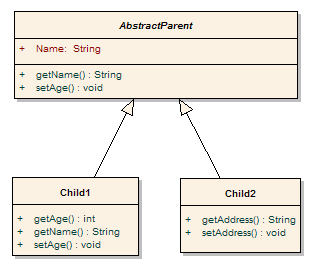 AbstractParent
+ Name: String
+ getName() : String
+ setAge() : void
Child1
+ getAge() : int
+ getName() : String
+ setAge() : void
Child2
+ getAddress() : String
+ setAddress() : void